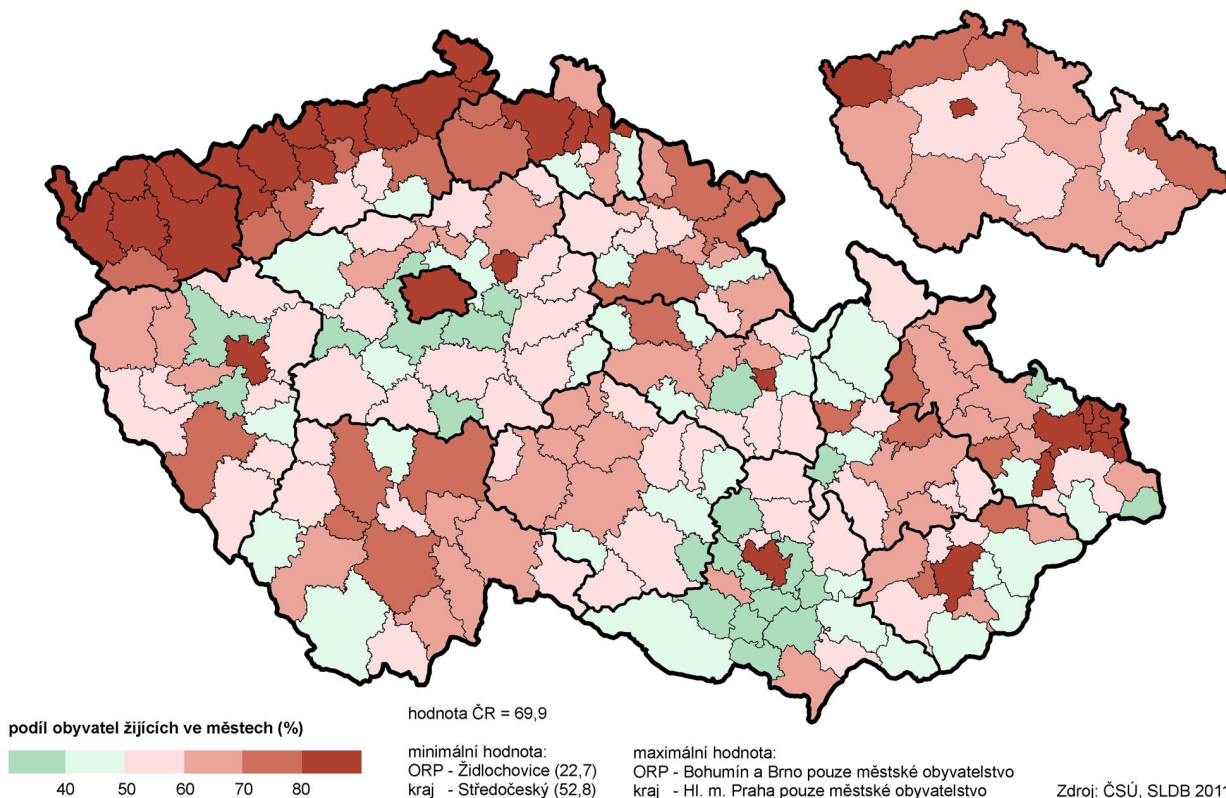 podíl obyvatel žijících ve městech (%)
40 50 60 70 80
hodnota ČR = 69,9
minimální hodnota:
ORP - Židlochovice (22,7)
kraj - Středočeský (52,8)
maximální hodnota:
ORP - Bohumín a Brno pouze městské obyvatelstvo
kraj - Hl. m. Praha pouze městské obyvatelstvo
Zdroj: ČSÚ, SLDB 2011